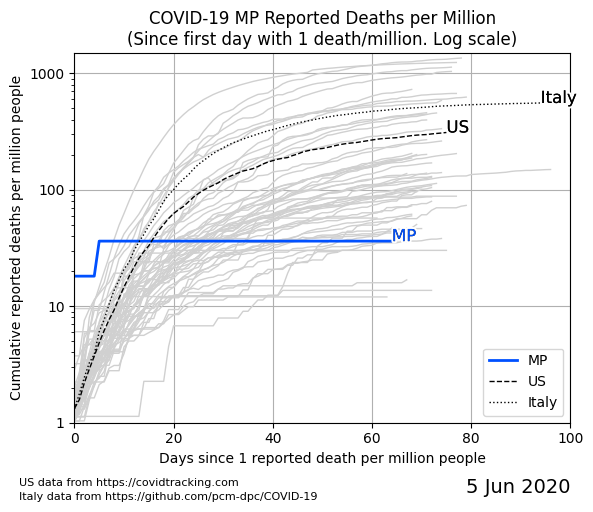 COVID-19 MP Reported Deaths per Million
(Since first day with 1 death/million. Log scale)
Cumulative reported deaths per million people
1000
100
10
1
Italy
US
MP
MP
US
Italy
0 20 40 60 80 100
Days since 1 reported death per million people
US data from https://covidtracking.com
Italy data from https://github.com/pcm-dpc/COVID-19
5 Jun 2020